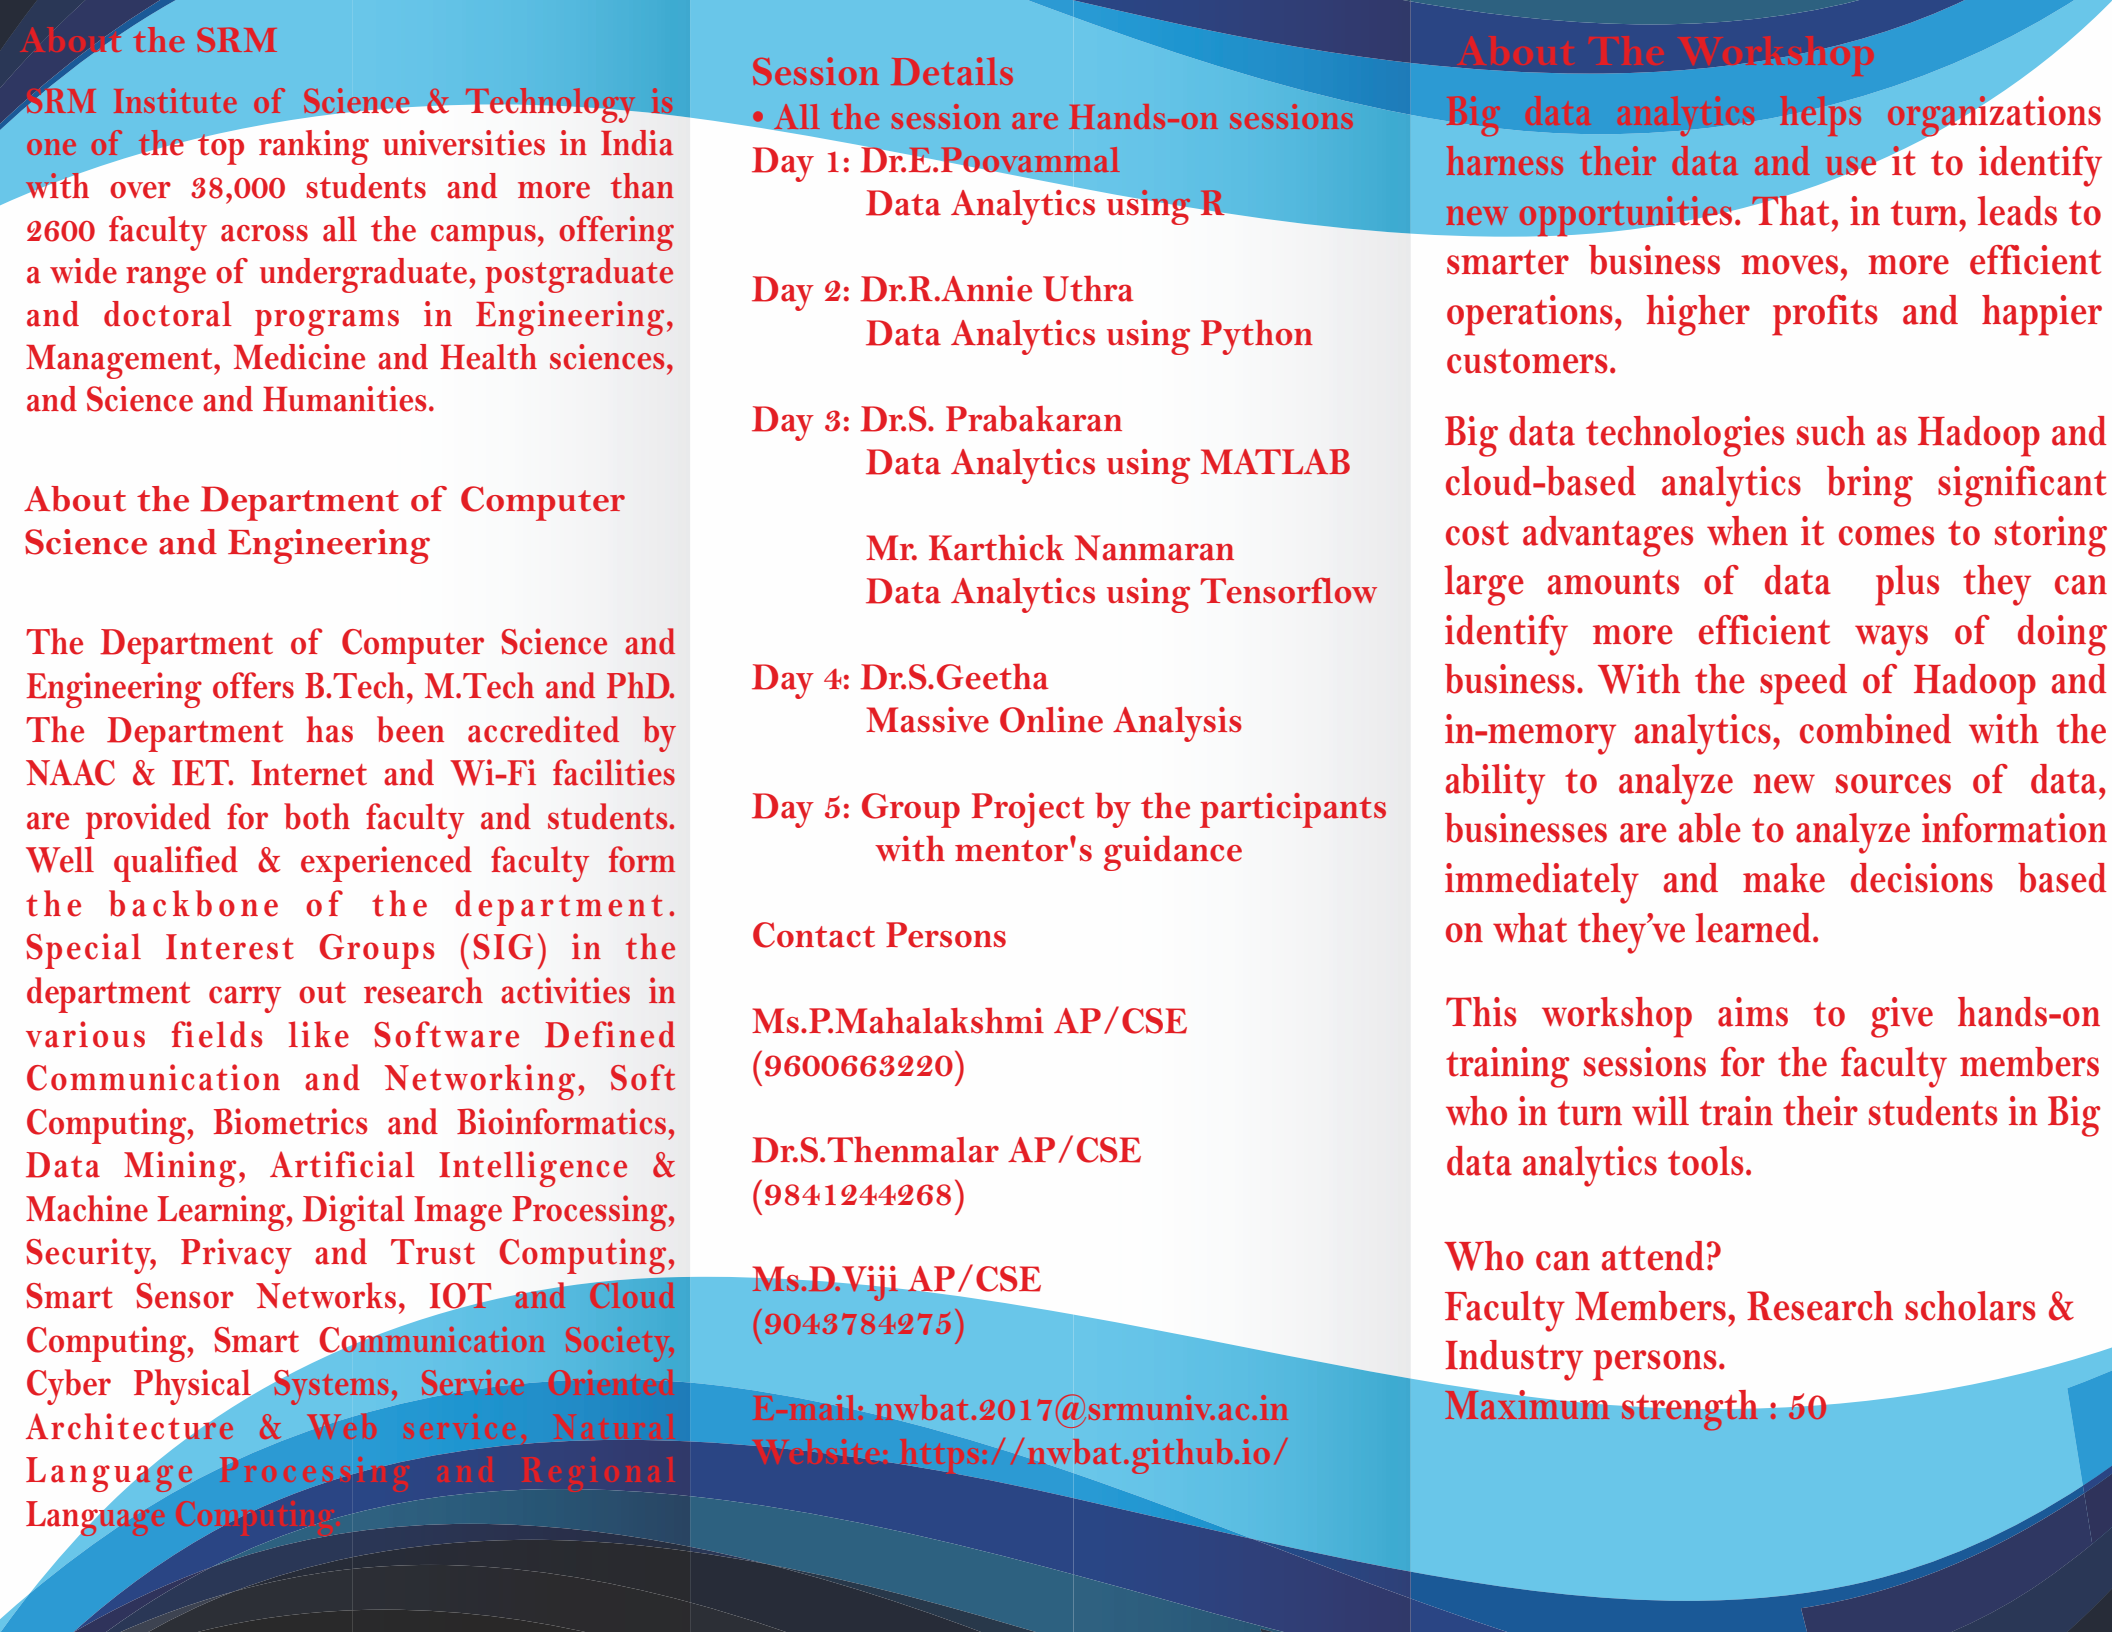 About the SRM
SRM Institute of Science & Technology is
one of the top ranking universities in India
with over 38,000 students and more than
2600 faculty across all the campus, offering
a wide range of undergraduate, postgraduate
and doctoral programs in Engineering,
Management, Medicine and Health sciences,
and Science and Humanities.
About the Department of Computer
Science and Engineering
The Department of Computer Science and
Engineering offers B.Tech, M.Tech and PhD.
The Department has been accredited by
NAAC & IET. Internet and Wi-Fi facilities
are provided for both faculty and students.
Well qualified & experienced faculty form
the backbone of the department.
Special Interest Groups (SIG) in the
department carry out research activities in
various fields like Software Defined
Communication and Networking, Soft
Computing, Biometrics and Bioinformatics,
Data Mining, Artificial Intelligence &
Machine Learning, Digital Image Processing,
Security, Privacy and Trust Computing,
Smart Sensor Networks, IOT and Cloud
Computing, Smart Communication Society,
Cyber Physical Systems, Service Oriented
Architecture & Web service, Natural
Language Processing and Regional
Language Computing.
Session Details
• All the session are Hands-on sessions
Day 1: Dr.E.Poovammal
Data Analytics using R
Day 2: Dr.R.Annie Uthra
Data Analytics using Python
Day 3: Dr.S. Prabakaran
Data Analytics using MATLAB
Mr. Karthick Nanmaran
Data Analytics using Tensorflow
Day 4: Dr.S.Geetha
Massive Online Analysis
Day 5: Group Project by the participants
with mentor's guidance
Contact Persons
Ms.P.Mahalakshmi AP/CSE
(9600663220)
Dr.S.Thenmalar AP/CSE
(9841244268)
Ms.D.Viji AP/CSE
(9043784275)
E-mail: nwbat.2017@srmuniv.ac.in
Website: https://nwbat.github.io/
About The Workshop
Big data analytics helps organizations
harness their data and use it to identify
new opportunities. That, in turn, leads to
smarter business moves, more efficient
operations, higher profits and happier
customers.
Big data technologies such as Hadoop and
cloud-based analytics bring significant
cost advantages when it comes to storing
large amounts of data plus they can
identify more efficient ways of doing
business. With the speed of Hadoop and
in-memory analytics, combined with the
ability to analyze new sources of data,
businesses are able to analyze information
immediately and make decisions based
on what they’ve learned.
This workshop aims to give hands-on
training sessions for the faculty members
who in turn will train their students in Big
data analytics tools.
Who can attend?
Faculty Members, Research scholars &
Industry persons.
Maximum strength : 50